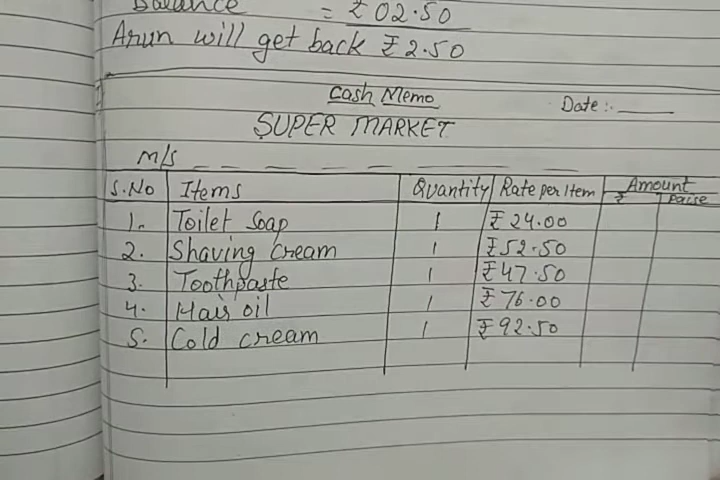 Balance = ₹ 02.50
Arun will get back ₹ 2.50
Cash Memo Date:- ____
SUPER MARKET
M/S _ _ _ _ _ _
S.No Items Quantity Rate per Item Amount
₹ Paise
1. Toilet Soap 1 ₹ 24.00
2. Shaving Cream 1 ₹ 52.50
3. Toothpaste 1 ₹ 47.50
4. Hair oil 1 ₹ 76.00
5. Cold cream 1 ₹ 92.50